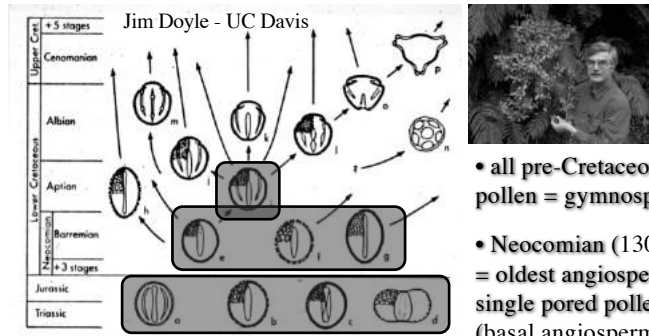 Jim Doyle - UC Davis
Upper Cret.
+5 stages
Cenomanian
Lower Cretaceous
Albian
Aptian
Neocomian
Barremian
+3 stages
Jurassic
Triassic
p
o
m
k
l
n
i
j
?
h
e
f
g
a
b
c
d
• all pre-Cretaceo
pollen = gymnosp
• Neocomian (130
= oldest angiospe
single pored polle
(basal angiosperm